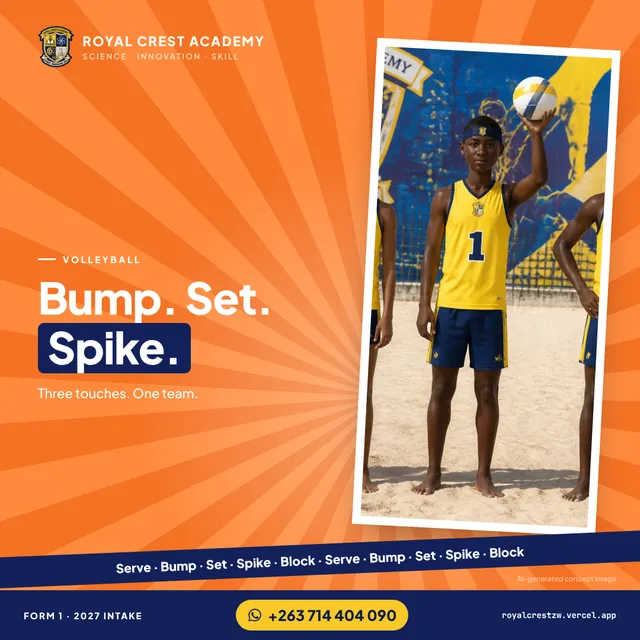 ROYAL CREST ACADEMY
SCIENCE · INNOVATION · SKILL
EMY
1
VOLLEYBALL
Bump. Set.
Spike.
Three touches. One team.
Serve · Bump · Set · Spike · Block · Serve · Bump · Set · Spike · Block
AI-generated concept image
FORM 1 · 2027 INTAKE
+263 714 404 090
royalcrestzw.vercel.app